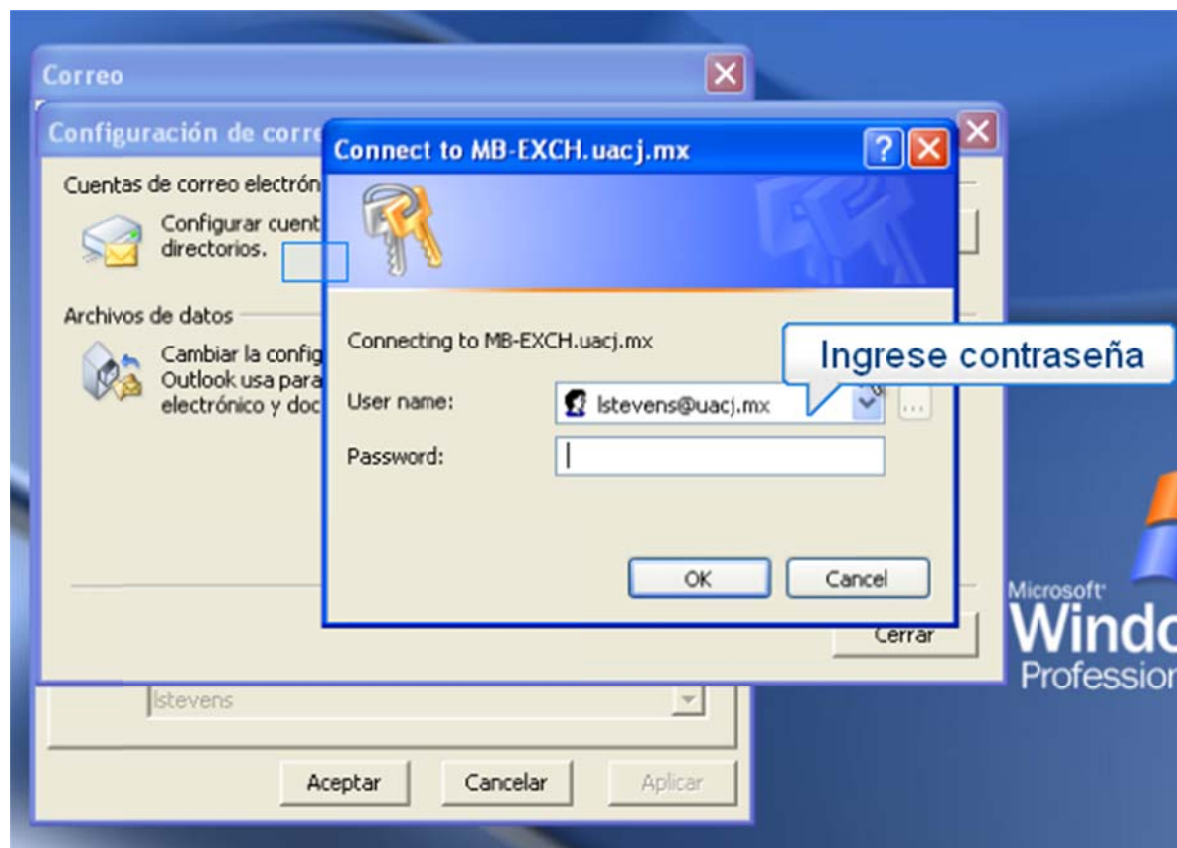 Correo
Configuración de corre
Connect to MB-EXCH.uacj.mx
Cuentas de correo electrón
Configurar cuent
directorios.
Archivos de datos
Cambiar la config
Outlook usa para
electrónico y doc
Connecting to MB-EXCH.uacj.mx
Ingrese contraseña
User name:
lstevens@uacj.mx
...
Password:
OK
Cancel
Cerrar
Microsoft
Windo
Profession
lstevens
Aceptar
Cancelar
Aplicar